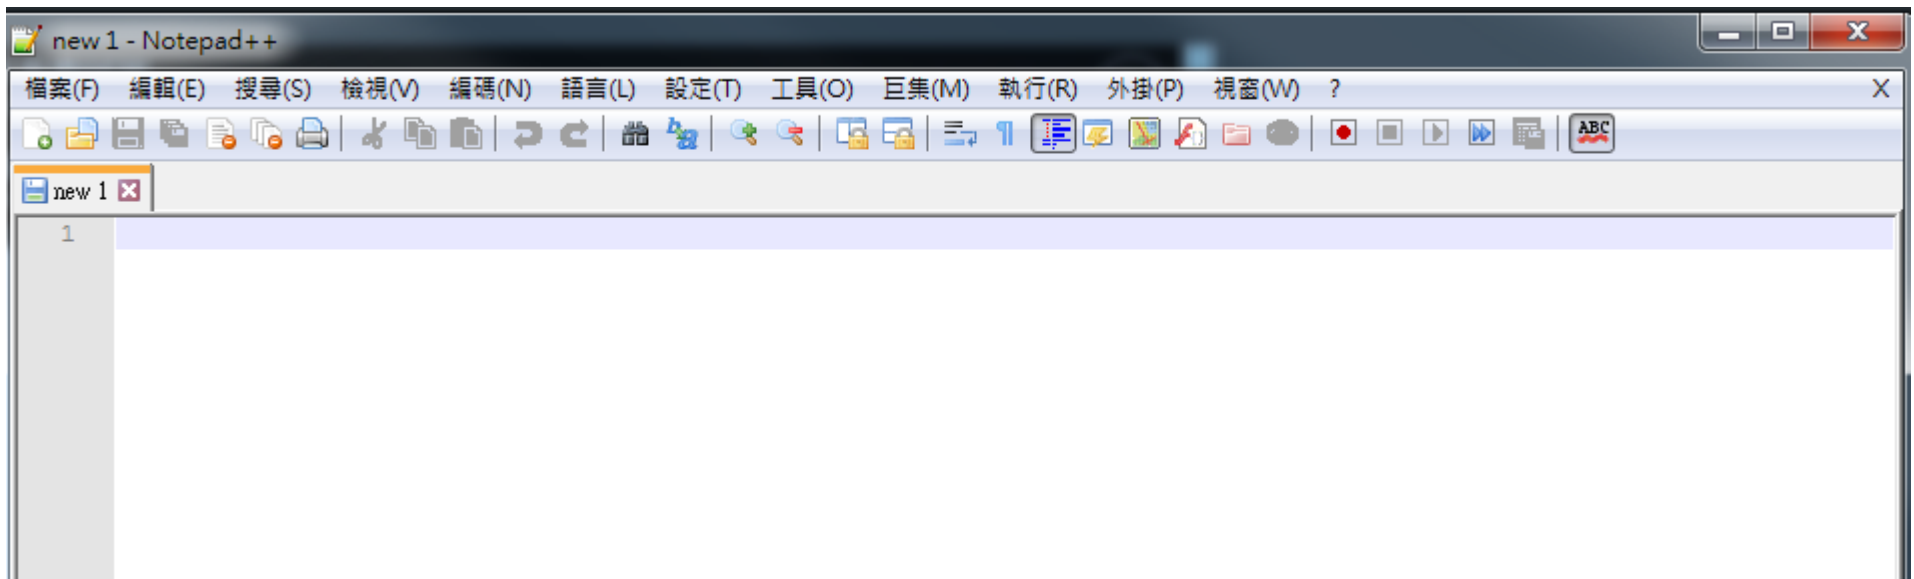 new 1 - Notepad++
檔案(F) 編輯(E) 搜尋(S) 檢視(V) 編碼(N) 語言(L) 設定(T) 工具(O) 巨集(M) 執行(R) 外掛(P) 視窗(W) ? X
ABC
new 1
1